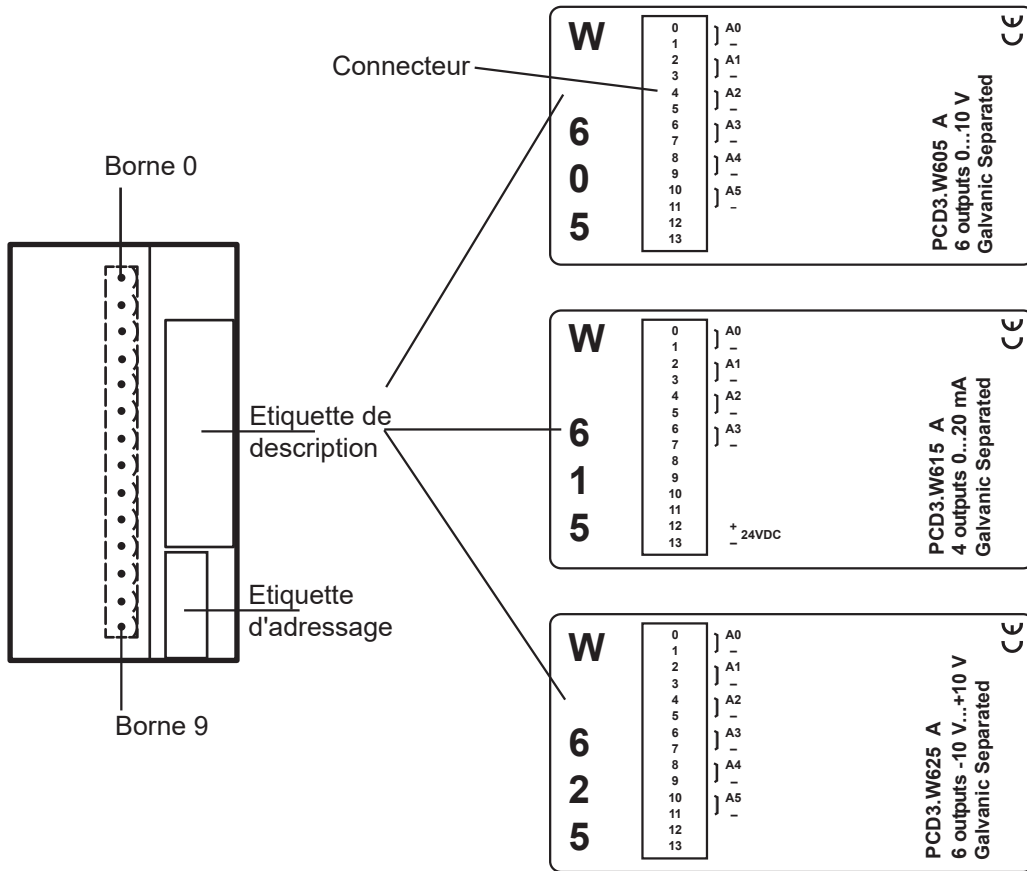 Connecteur
Borne 0
Etiquette de
description
Etiquette
d'adressage
Borne 9
W
6
0
5
0
1
2
3
4
5
6
7
8
9
10
11
12
13
A0
–
A1
–
A2
–
A3
–
A4
–
A5
–
PCD3.W605 A
6 outputs 0...10 V
Galvanic Separated
CE
W
6
1
5
0
1
2
3
4
5
6
7
8
9
10
11
12
13
A0
–
A1
–
A2
–
A3
–
+
– 24VDC
PCD3.W615 A
4 outputs 0...20 mA
Galvanic Separated
CE
W
6
2
5
0
1
2
3
4
5
6
7
8
9
10
11
12
13
A0
–
A1
–
A2
–
A3
–
A4
–
A5
–
PCD3.W625 A
6 outputs -10 V...+10 V
Galvanic Separated
CE